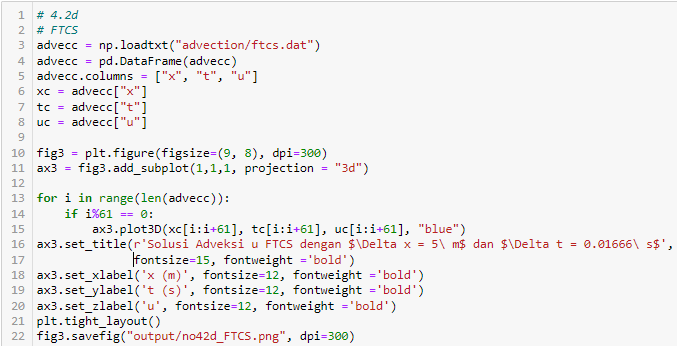 1 # 4.2d
2 # FTCS
3 advecc = np.loadtxt("advection/ftcs.dat")
4 advecc = pd.DataFrame(advecc)
5 advecc.columns = ["x", "t", "u"]
6 xc = advecc["x"]
7 tc = advecc["t"]
8 uc = advecc["u"]
9
10 fig3 = plt.figure(figsize=(9, 8), dpi=300)
11 ax3 = fig3.add_subplot(1,1,1, projection = "3d")
12
13 for i in range(len(advecc)):
14     if i%61 == 0:
15         ax3.plot3D(xc[i:i+61], tc[i:i+61], uc[i:i+61], "blue")
16 ax3.set_title(r'Solusi Adveksi u FTCS dengan $\Delta x = 5\ m$ dan $\Delta t = 0.01666\ s$',
17               fontsize=15, fontweight ='bold')
18 ax3.set_xlabel('x (m)', fontsize=12, fontweight ='bold')
19 ax3.set_ylabel('t (s)', fontsize=12, fontweight ='bold')
20 ax3.set_zlabel('u', fontsize=12, fontweight ='bold')
21 plt.tight_layout()
22 fig3.savefig("output/no42d_FTCS.png", dpi=300)